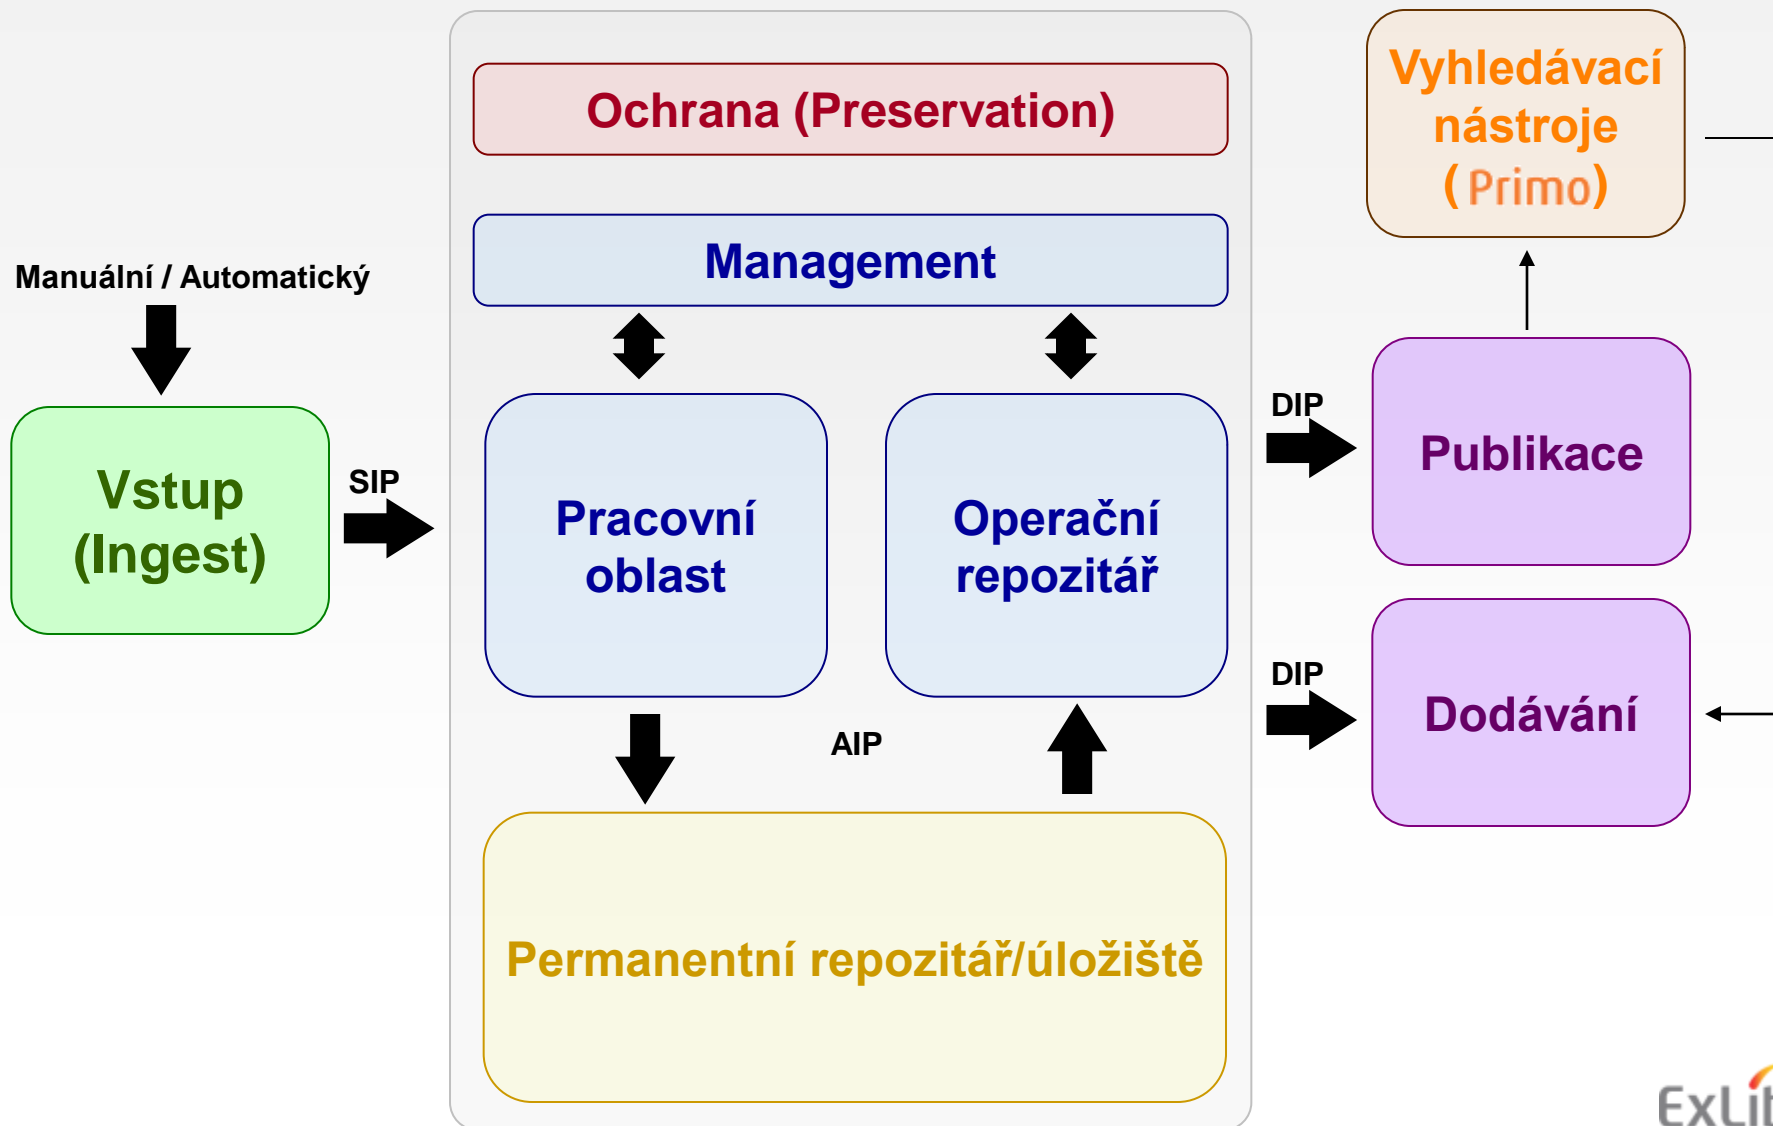 Ochrana (Preservation)
Management
Manuální / Automatický
Vstup
(Ingest)
SIP
Pracovní
oblast
Operační
repozitář
AIP
Permanentní repozitář/úložiště
DIP
Publikace
DIP
Dodávání
Vyhledávací
nástroje
( Primo)